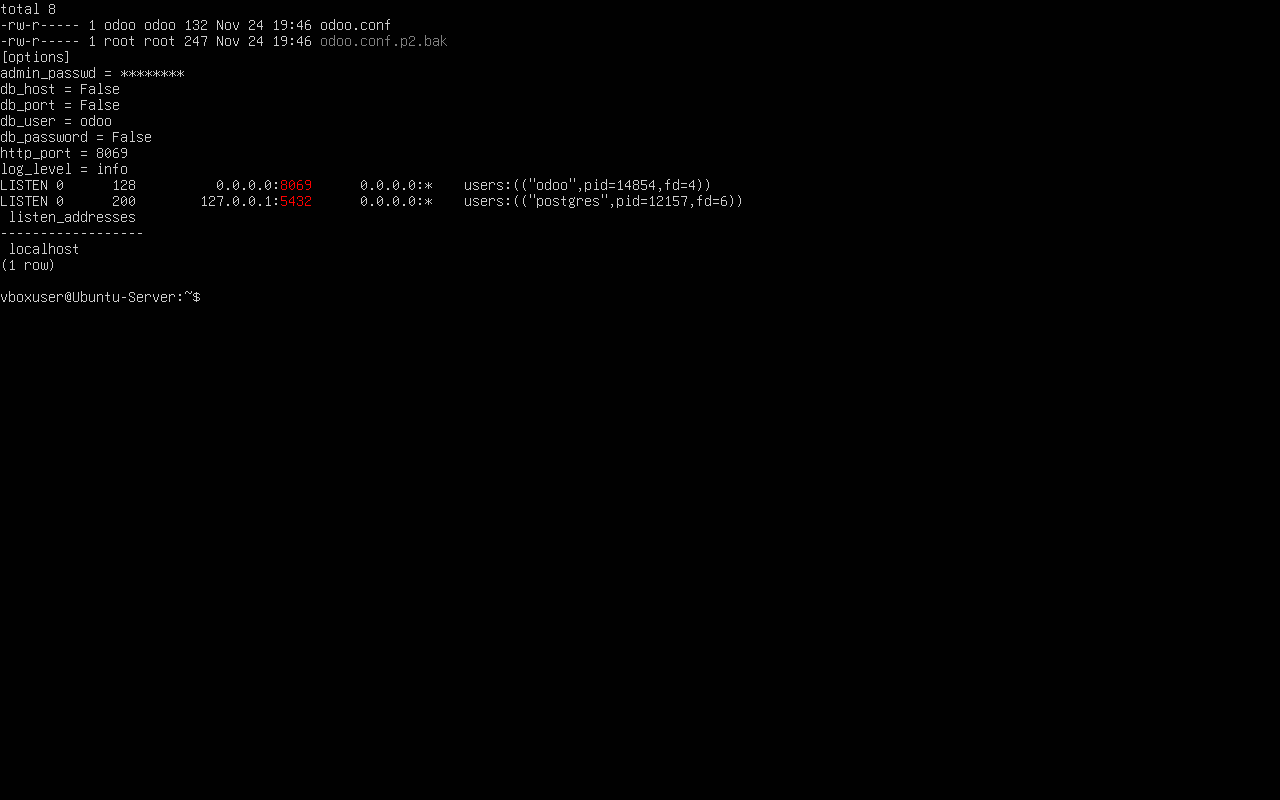 total 8
-rw-r----- 1 odoo odoo 132 Nov 24 19:46 odoo.conf
-rw-r----- 1 root root 247 Nov 24 19:46 odoo.conf.p2.bak
[options]
admin_passwd = ********
db_host = False
db_port = False
db_user = odoo
db_password = False
http_port = 8069
log_level = info
LISTEN 0      128          0.0.0.0:8069      0.0.0.0:*    users:(("odoo",pid=14854,fd=4))
LISTEN 0      200        127.0.0.1:5432      0.0.0.0:*    users:(("postgres",pid=12157,fd=6))
 listen_addresses
------------------
 localhost
(1 row)

vboxuser@Ubuntu-Server:~$